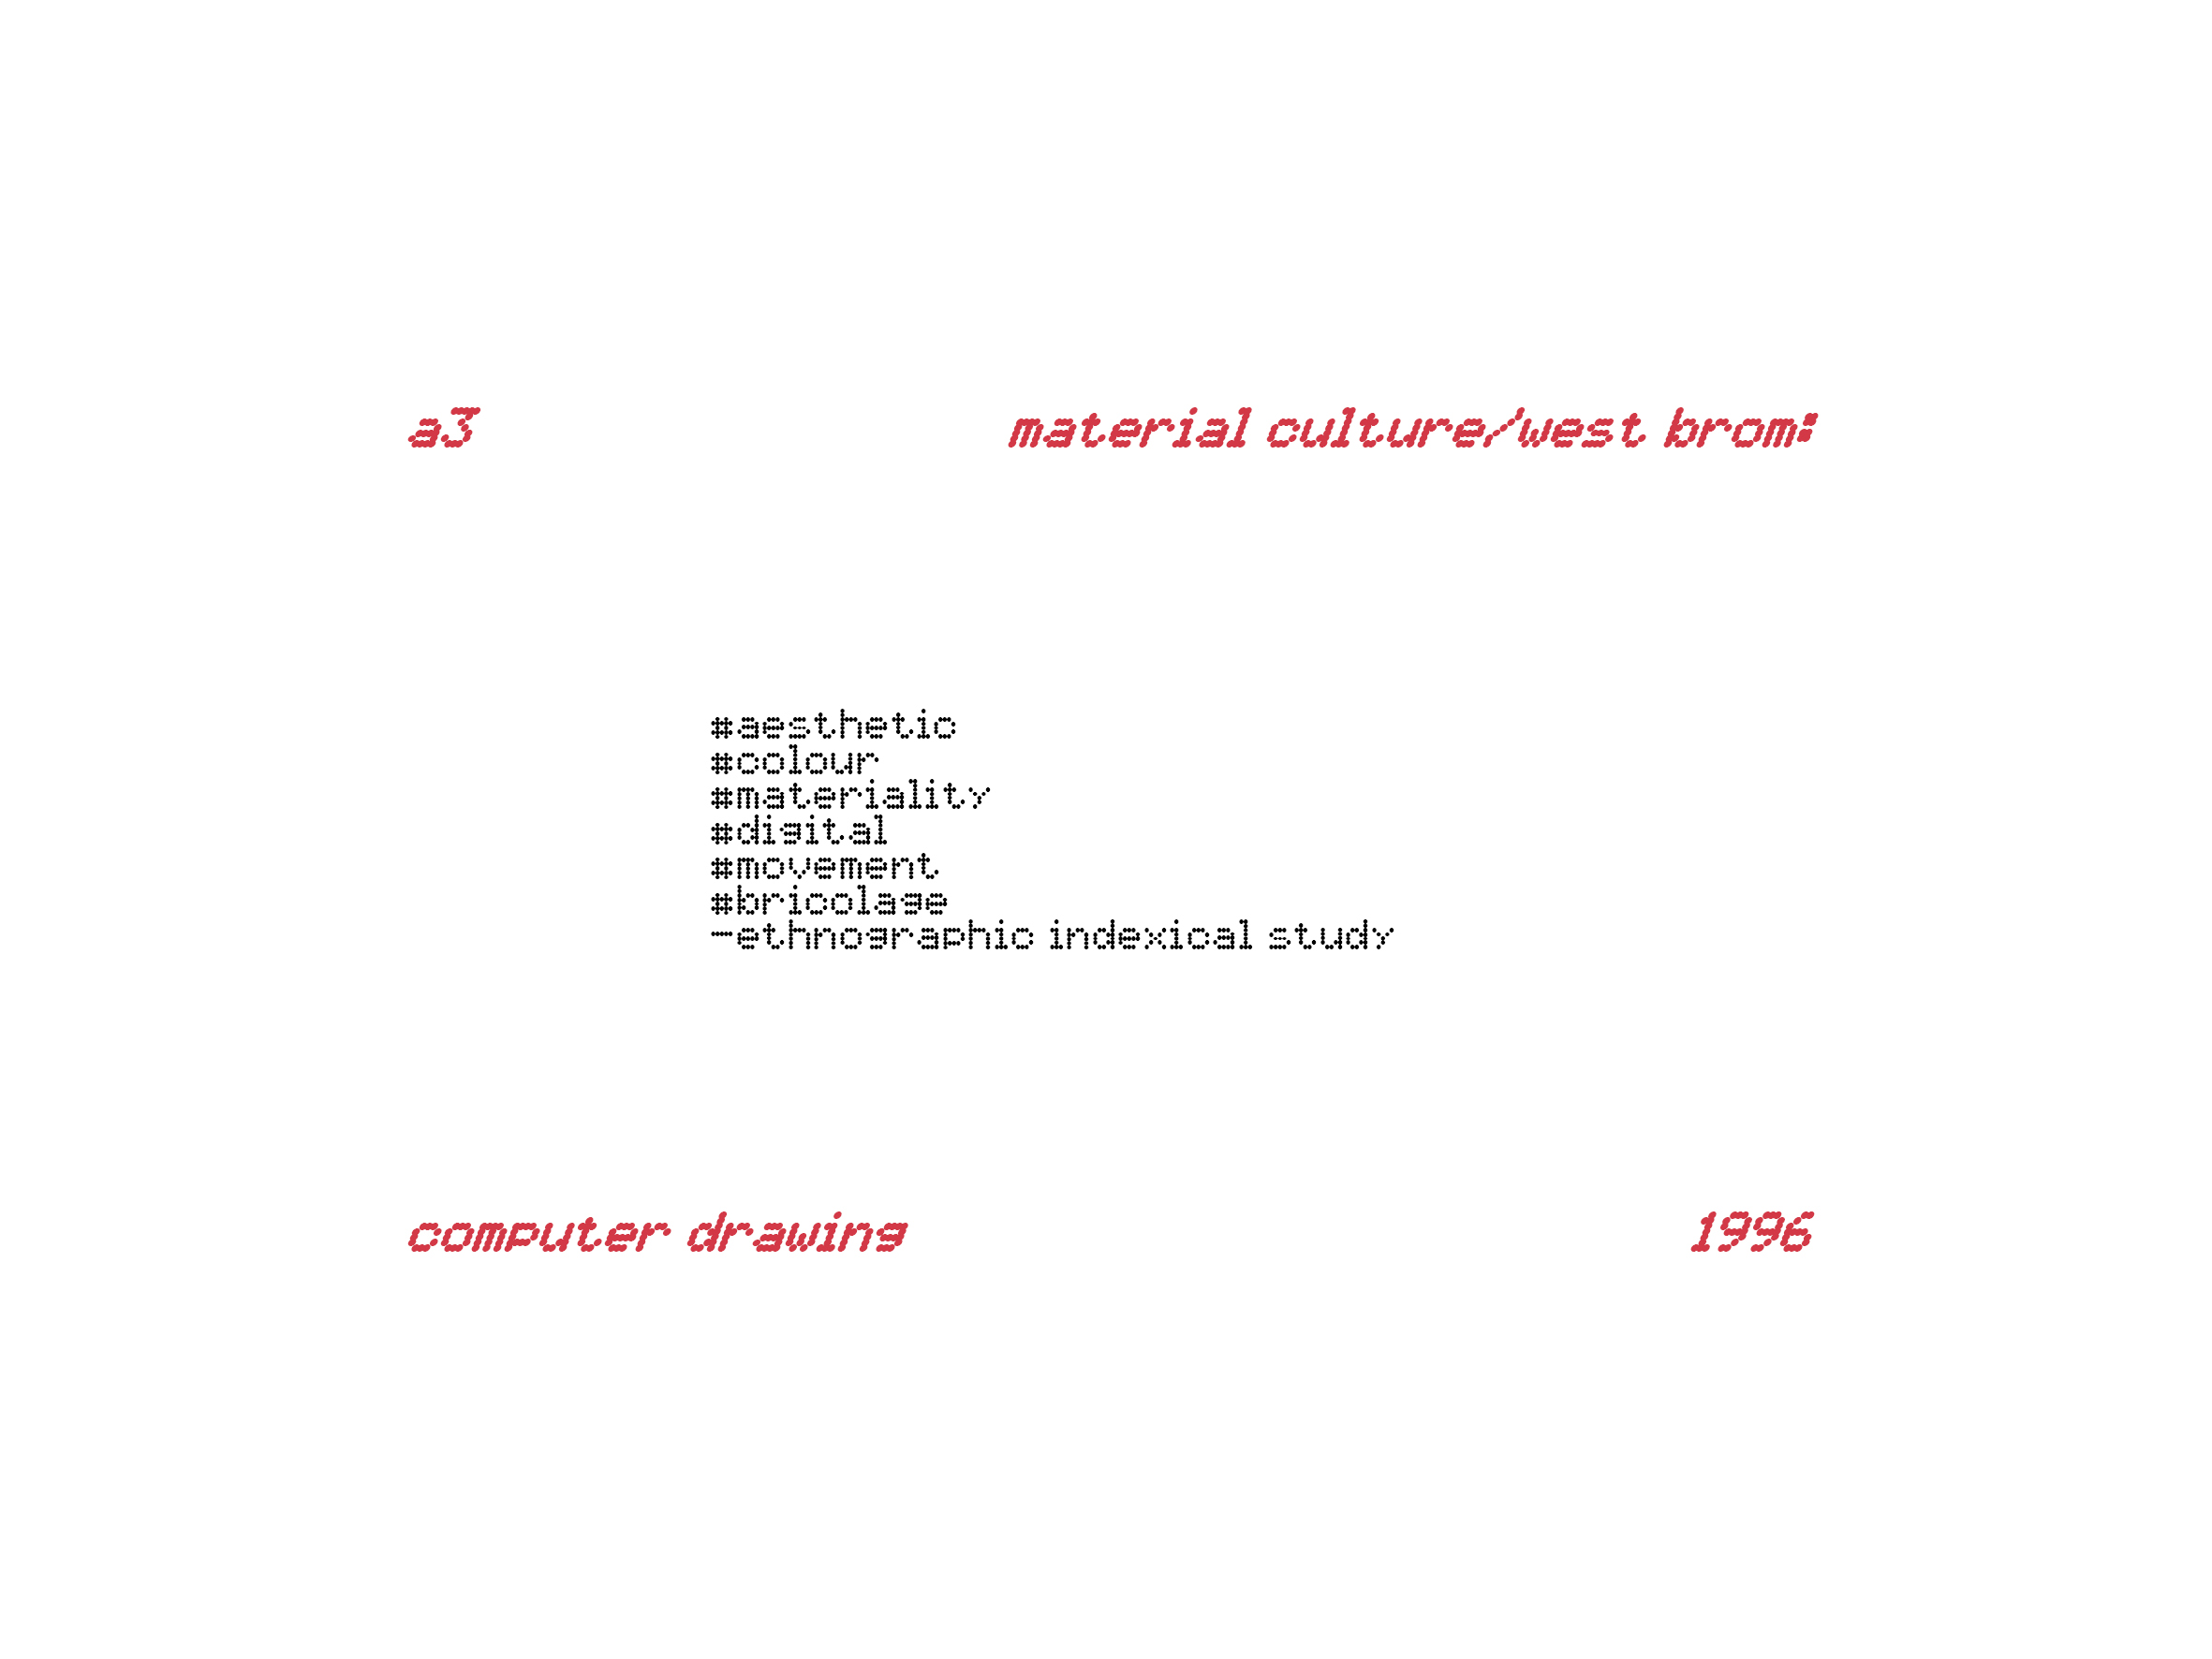 a3
material culture/west brom:
#aesthetic
#colour
#materiality
#digital
#movement
#bricolage
-ethnographic indexical study
computer drawing
1996